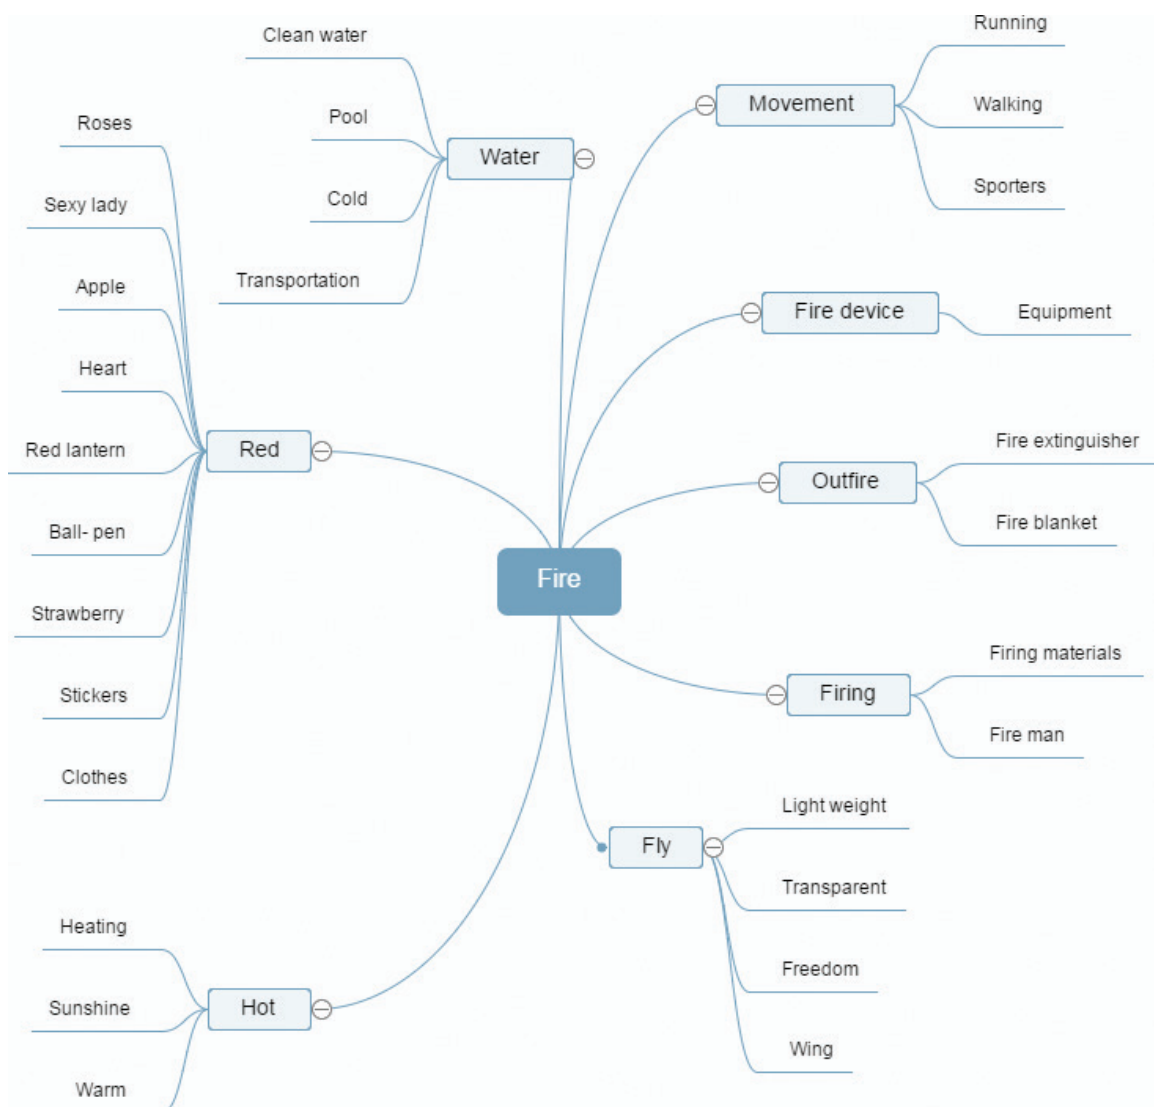 Fire
Water
Clean water
Pool
Cold
Transportation
Red
Roses
Sexy lady
Apple
Heart
Red lantern
Ball- pen
Strawberry
Stickers
Clothes
Hot
Heating
Sunshine
Warm
Movement
Running
Walking
Sporters
Fire device
Equipment
Outfire
Fire extinguisher
Fire blanket
Firing
Firing materials
Fire man
Fly
Light weight
Transparent
Freedom
Wing